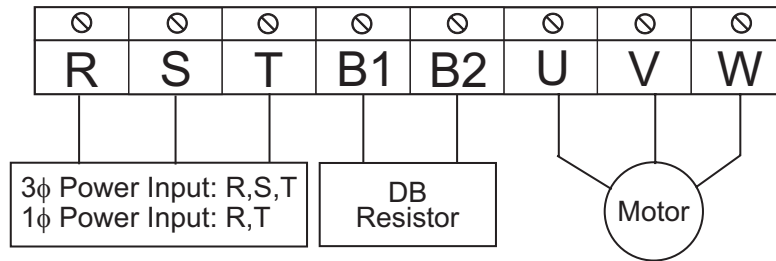 R S T B1 B2 U V W
3ϕ Power Input: R,S,T
1ϕ Power Input: R,T
DB
Resistor
Motor